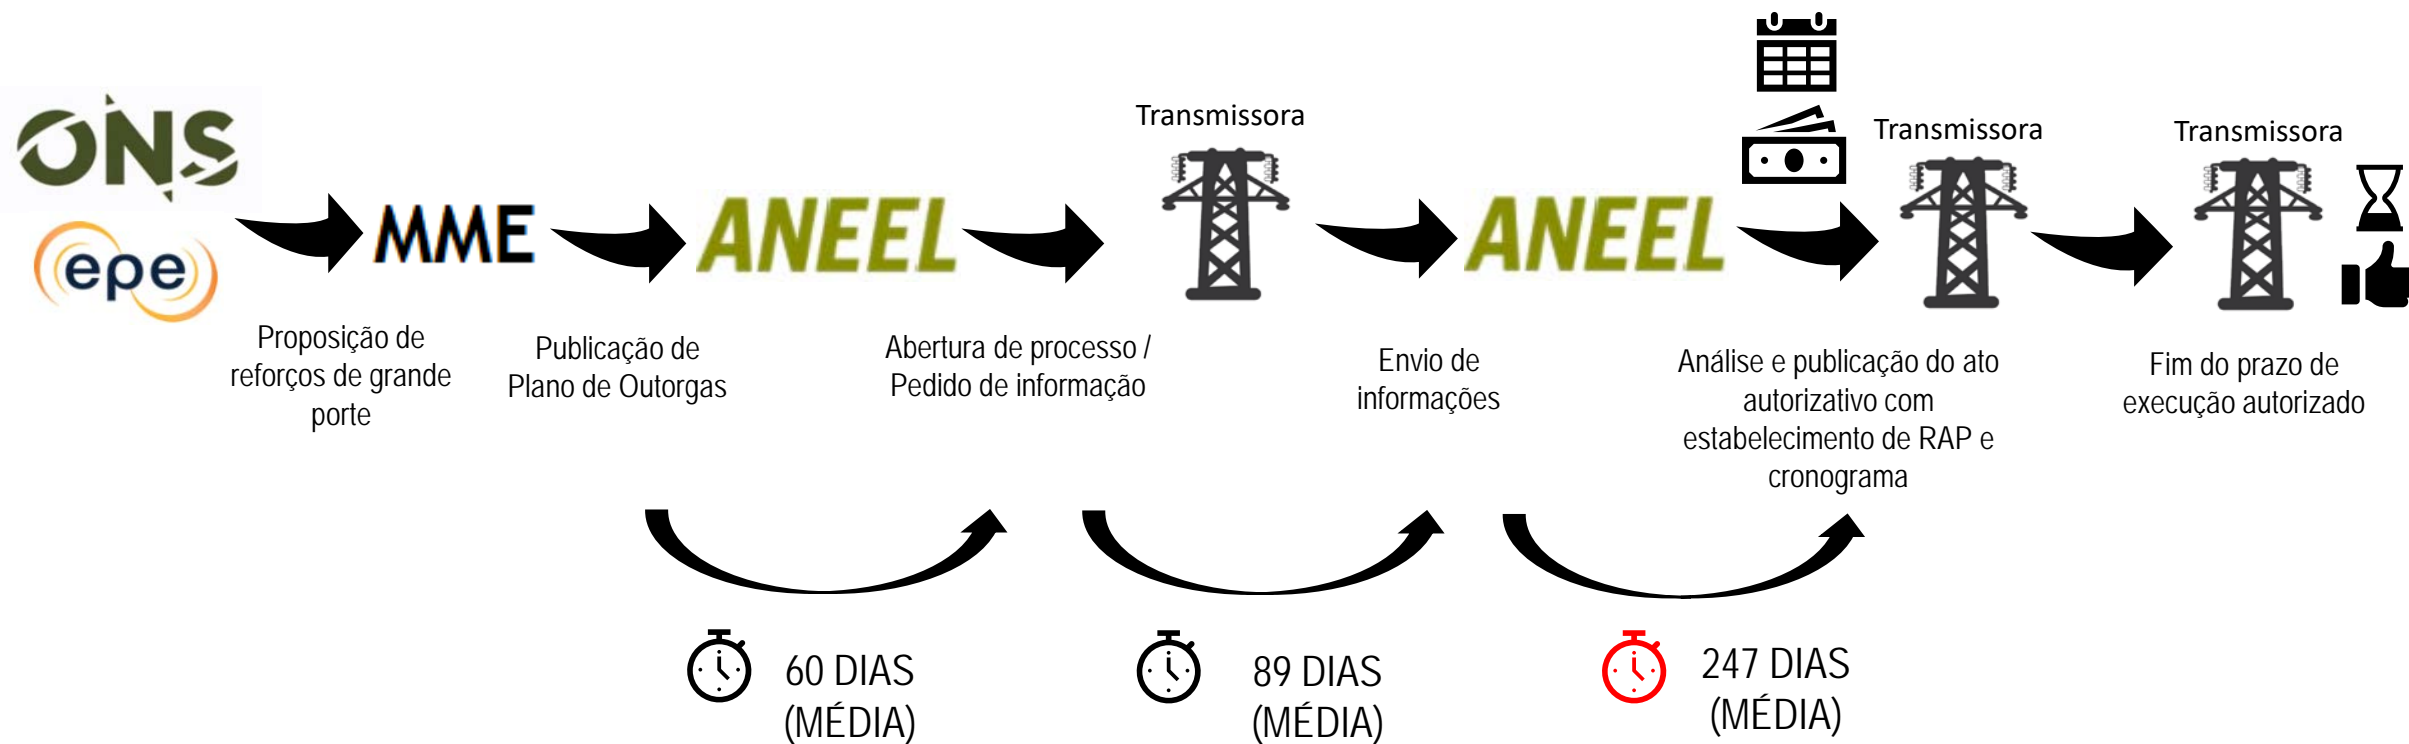 ONS
epe
MME
ANEEL
Transmissora
ANEEL
Transmissora
Transmissora
Proposição de
reforços de grande
porte
Publicação de
Plano de Outorgas
Abertura de processo /
Pedido de informação
Envio de
informações
Análise e publicação do ato
autorizativo com
estabelecimento de RAP e
cronograma
Fim do prazo de
execução autorizado
60 DIAS
(MÉDIA)
89 DIAS
(MÉDIA)
247 DIAS
(MÉDIA)